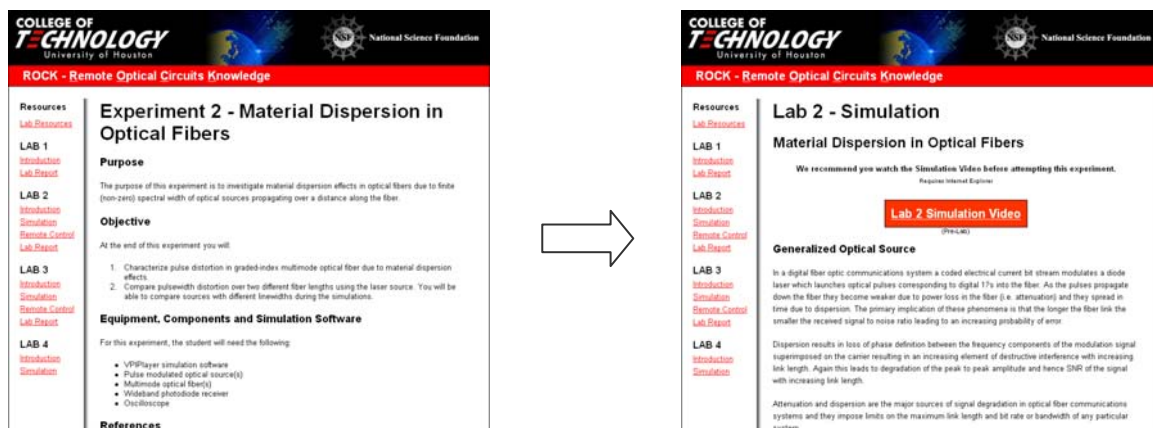 COLLEGE OF
TECHNOLOGY
University of Houston
NSF
National Science Foundation
ROCK - Remote Optical Circuits Knowledge
Resources
Lab Resources
LAB 1
Introduction
Lab Report
LAB 2
Introduction
Simulation
Remote Control
Lab Report
LAB 3
Introduction
Simulation
Remote Control
Lab Report
LAB 4
Introduction
Simulation
Experiment 2 - Material Dispersion in
Optical Fibers
Purpose
The purpose of this experiment is to investigate material dispersion effects in optical fibers due to finite
(non-zero) spectral width of optical sources propagating over a distance along the fiber.
Objective
At the end of this experiment you will:
1. Characterize pulse distortion in graded-index multimode optical fiber due to material dispersion
effects.
2. Compare pulsewidth distortion over two different fiber lengths using the laser source. You will be
able to compare sources with different linewidths during the simulations.
Equipment, Components and Simulation Software
For this experiment, the student will need the following:
• VPIPlayer simulation software
• Pulse modulated optical source(s)
• Multimode optical fiber(s)
• Wideband photodiode receiver
• Oscilloscope
References
COLLEGE OF
TECHNOLOGY
University of Houston
NSF
National Science Foundation
ROCK - Remote Optical Circuits Knowledge
Resources
Lab Resources
LAB 1
Introduction
Lab Report
LAB 2
Introduction
Simulation
Remote Control
Lab Report
LAB 3
Introduction
Simulation
Remote Control
Lab Report
LAB 4
Introduction
Simulation
Lab 2 - Simulation
Material Dispersion in Optical Fibers
We recommend you watch the Simulation Video before attempting this experiment.
Requires Internet Explorer
Lab 2 Simulation Video
(Pre-Lab)
Generalized Optical Source
In a digital fiber optic communications system a coded electrical current bit stream modulates a diode
laser which launches optical pulses corresponding to digital 1?s into the fiber. As the pulses propagate
down the fiber they become weaker due to power loss in the fiber (i.e. attenuation) and they spread in
time due to dispersion. The primary implication of these phenomena is that the longer the fiber link the
smaller the received signal to noise ratio leading to an increasing probability of error.
Dispersion results in loss of phase definition between the frequency components of the modulation signal
superimposed on the carrier resulting in an increasing element of destructive interference with increasing
link length. Again this leads to degradation of the peak to peak amplitude and hence SNR of the signal
with increasing link length.
Attenuation and dispersion are the major sources of signal degradation in optical fiber communications
systems and they impose limits on the maximum link length and bit rate or bandwidth of any particular
system.